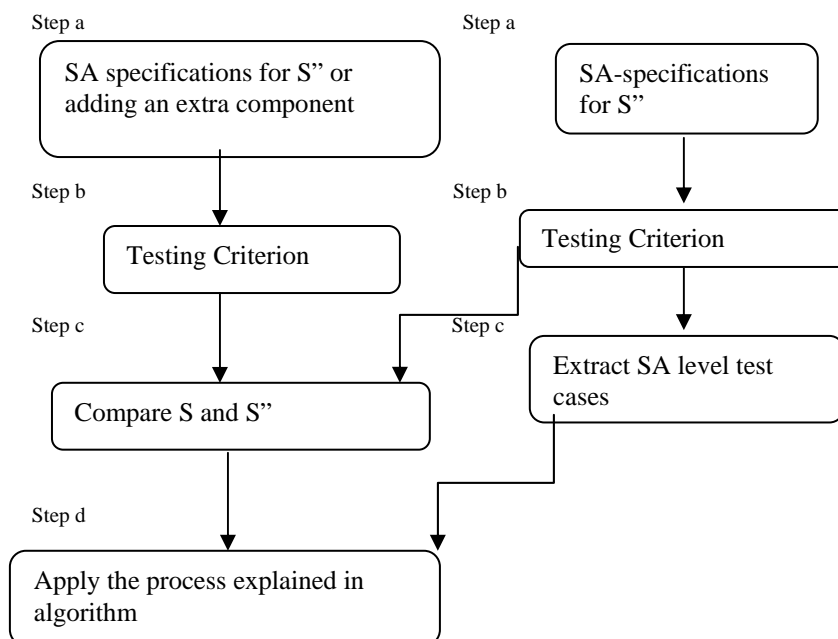 Step a
Step a
SA specifications for S” or
adding an extra component
SA-specifications
for S”
Step b
Step b
Testing Criterion
Testing Criterion
Step c
Step c
Compare S and S”
Extract SA level test
cases
Step d
Apply the process explained in
algorithm